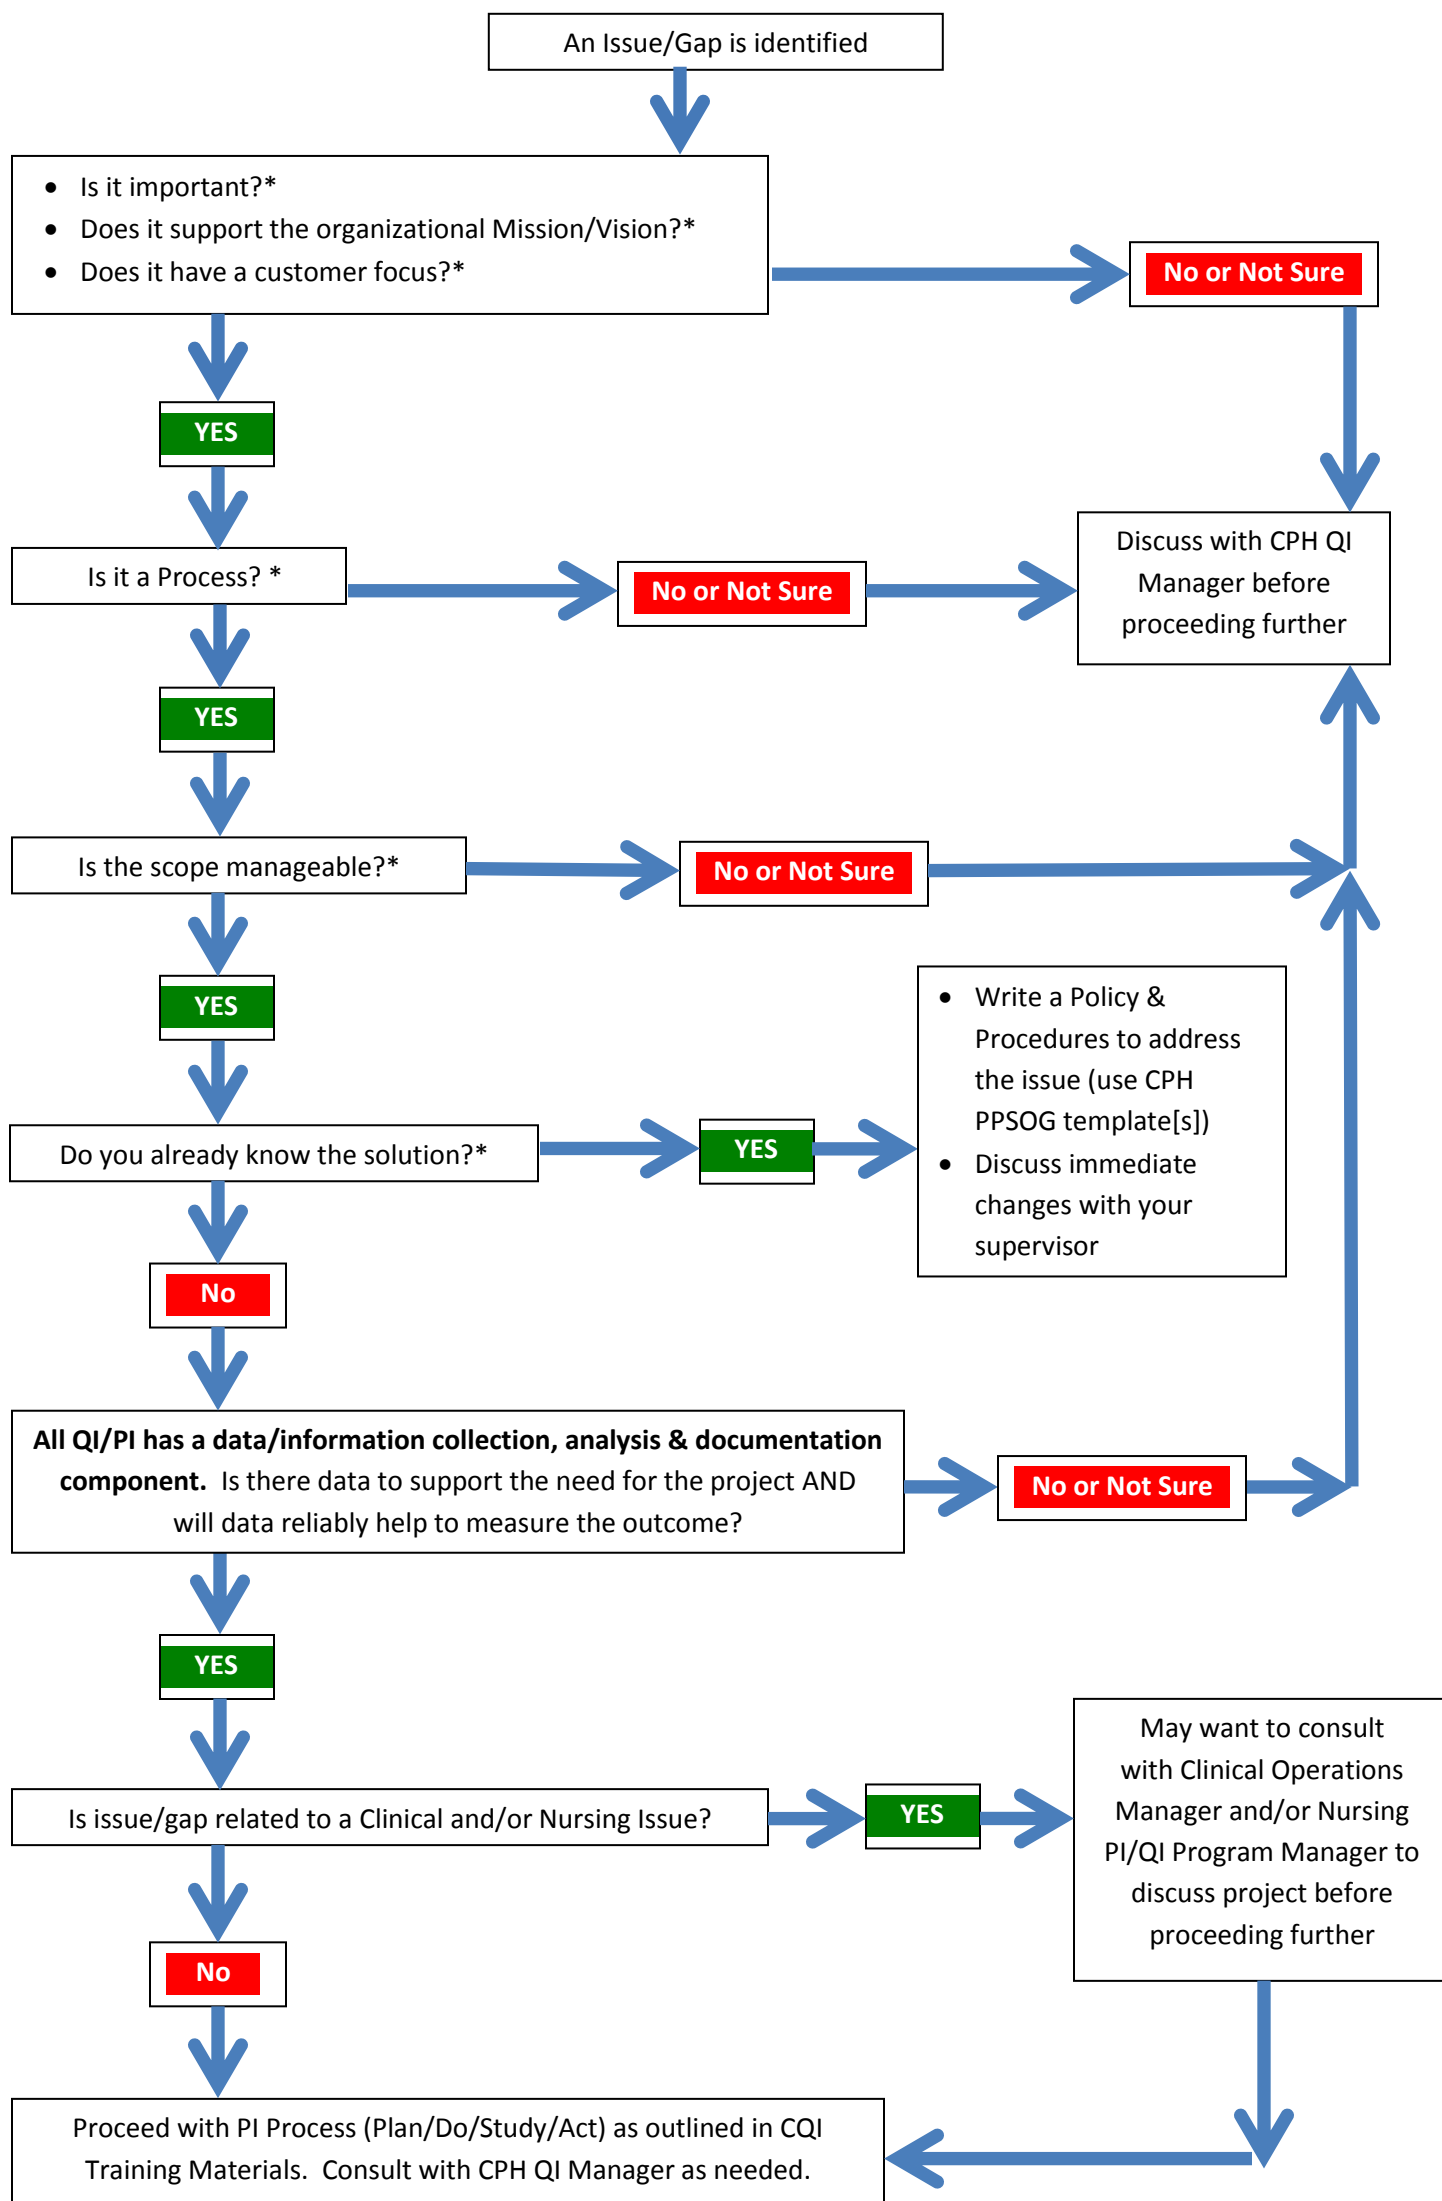 An Issue/Gap is identified
• Is it important?*
• Does it support the organizational Mission/Vision?*
• Does it have a customer focus?*
No or Not Sure
YES
Is it a Process? *
No or Not Sure
Discuss with CPH QI
Manager before
proceeding further
YES
Is the scope manageable?*
No or Not Sure
YES
• Write a Policy &
Procedures to address
the issue (use CPH
PPSOG template[s])
• Discuss immediate
changes with your
supervisor
Do you already know the solution?*
YES
No
All QI/PI has a data/information collection, analysis & documentation
component.  Is there data to support the need for the project AND
will data reliably help to measure the outcome?
No or Not Sure
YES
Is issue/gap related to a Clinical and/or Nursing Issue?
YES
May want to consult
with Clinical Operations
Manager and/or Nursing
PI/QI Program Manager to
discuss project before
proceeding further
No
Proceed with PI Process (Plan/Do/Study/Act) as outlined in CQI
Training Materials.  Consult with CPH QI Manager as needed.